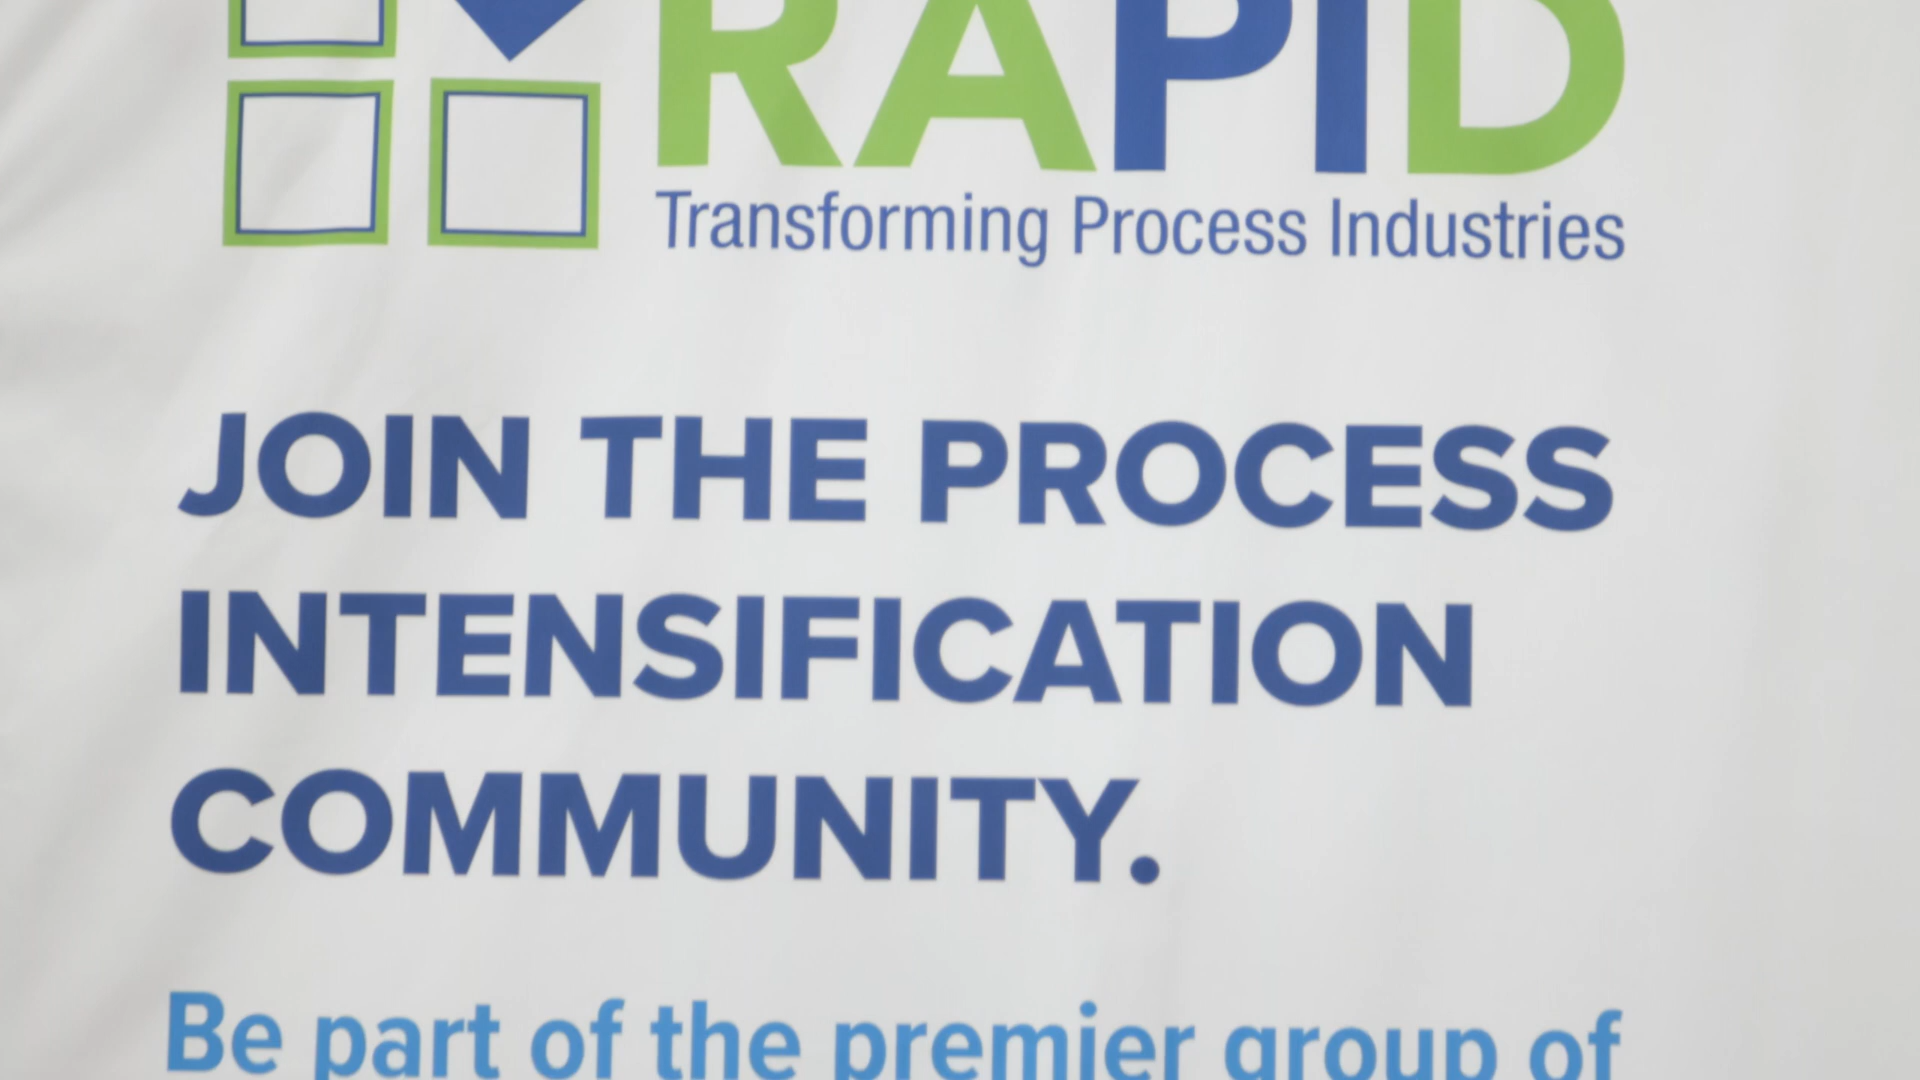 RAPID
Transforming Process Industries
JOIN THE PROCESS
INTENSIFICATION
COMMUNITY.
Be part of the premier group of